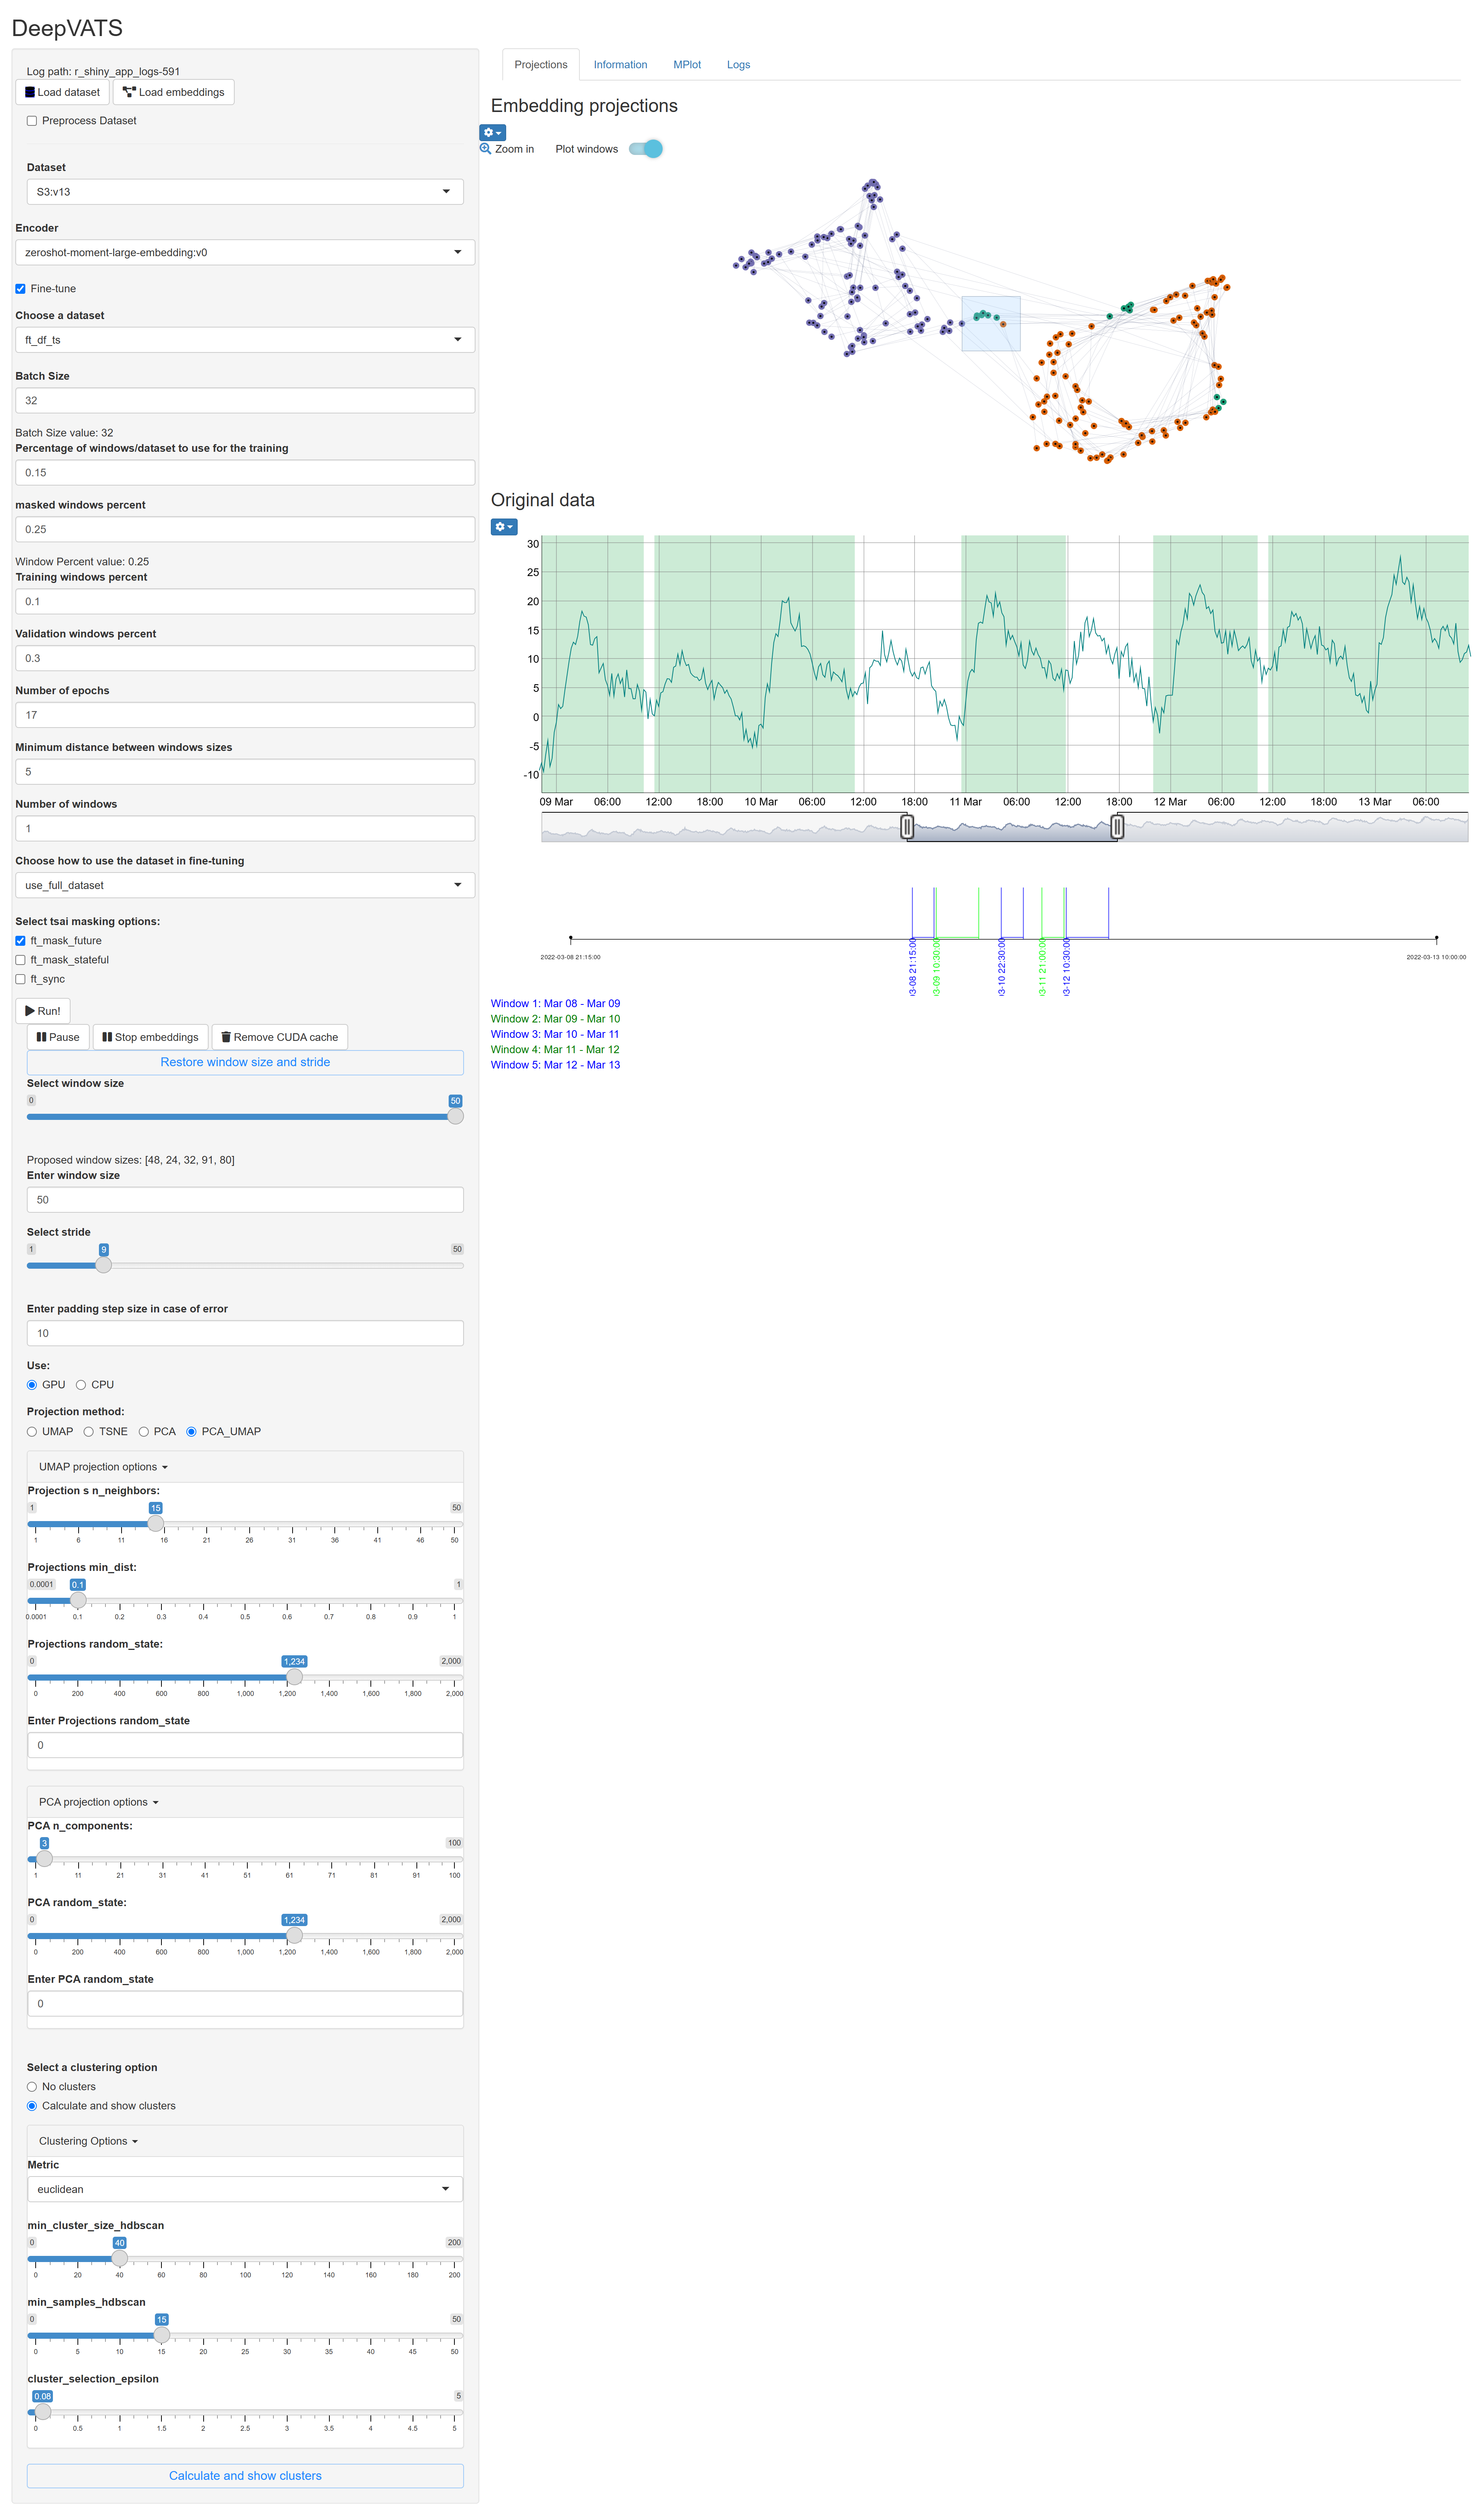 DeepVATS
Log path: r_shiny_app_logs-591
Load dataset Load embeddings
Preprocess Dataset
Dataset
S3:v13
Encoder
zeroshot-moment-large-embedding:v0
Fine-tune
Choose a dataset
ft_df_ts
Batch Size
32
Batch Size value: 32
Percentage of windows/dataset to use for the training
0.15
masked windows percent
0.25
Window Percent value: 0.25
Training windows percent
0.1
Validation windows percent
0.3
Number of epochs
17
Minimum distance between windows sizes
5
Number of windows
1
Choose how to use the dataset in fine-tuning
use_full_dataset
Select tsai masking options:
ft_mask_future
ft_mask_stateful
ft_sync
Run!
Pause Stop embeddings Remove CUDA cache
Restore window size and stride
Select window size
0 50
Proposed window sizes: [48, 24, 32, 91, 80]
Enter window size
50
Select stride
1 9 50
Enter padding step size in case of error
10
Use:
GPU CPU
Projection method:
UMAP TSNE PCA PCA_UMAP
UMAP projection options
Projection s n_neighbors:
1 15 50
1 6 11 16 21 26 31 36 41 46 50
Projections min_dist:
0.0001 0.1 1
0.0001 0.1 0.2 0.3 0.4 0.5 0.6 0.7 0.8 0.9 1
Projections random_state:
0 1,234 2,000
0 200 400 600 800 1,000 1,200 1,400 1,600 1,800 2,000
Enter Projections random_state
0
PCA projection options
PCA n_components:
3 100
1 11 21 31 41 51 61 71 81 91 100
PCA random_state:
0 1,234 2,000
0 200 400 600 800 1,000 1,200 1,400 1,600 1,800 2,000
Enter PCA random_state
0
Select a clustering option
No clusters
Calculate and show clusters
Clustering Options
Metric
euclidean
min_cluster_size_hdbscan
0 40 200
0 20 40 60 80 100 120 140 160 180 200
min_samples_hdbscan
0 15 50
0 5 10 15 20 25 30 35 40 45 50
cluster_selection_epsilon
0.08 5
0 0.5 1 1.5 2 2.5 3 3.5 4 4.5 5
Calculate and show clusters
Projections Information MPlot Logs
Embedding projections
Zoom in Plot windows
Original data
30
25
20
15
10
5
0
-5
-10
09 Mar 06:00 12:00 18:00 10 Mar 06:00 12:00 18:00 11 Mar 06:00 12:00 18:00 12 Mar 06:00 12:00 18:00 13 Mar 06:00
2022-03-08 21:15:00 2022-03-13 10:00:00
3-08 21:15:00
3-09 10:30:00
3-10 22:30:00
3-11 21:00:00
3-12 10:30:00
Window 1: Mar 08 - Mar 09
Window 2: Mar 09 - Mar 10
Window 3: Mar 10 - Mar 11
Window 4: Mar 11 - Mar 12
Window 5: Mar 12 - Mar 13